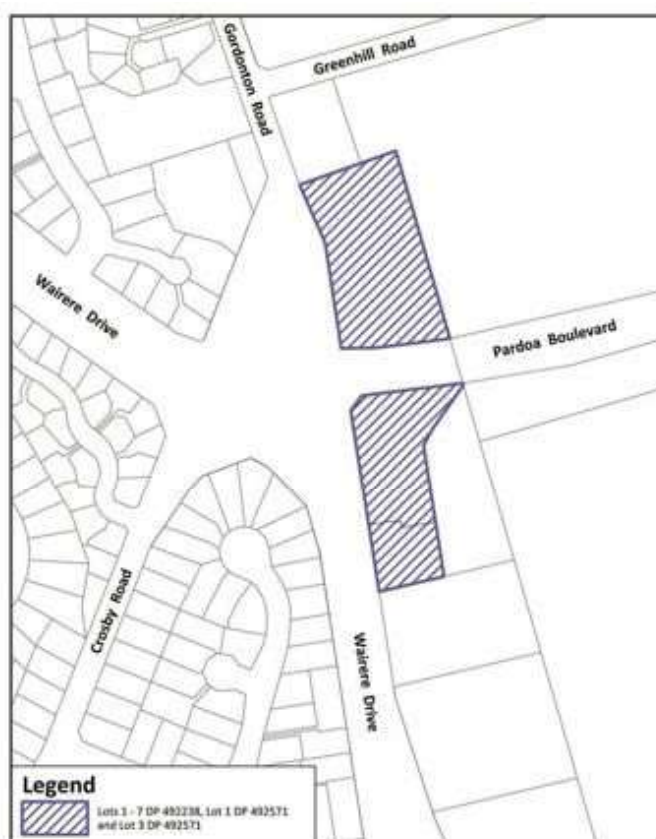 Greenhill Road
Gordonton Road
Wairere Drive
Pardoa Boulevard
Crosby Road
Wairere Drive
Legend
Lots 1 - 7 DP 492238, Lot 1 DP 492571
and Lot 3 DP 492571